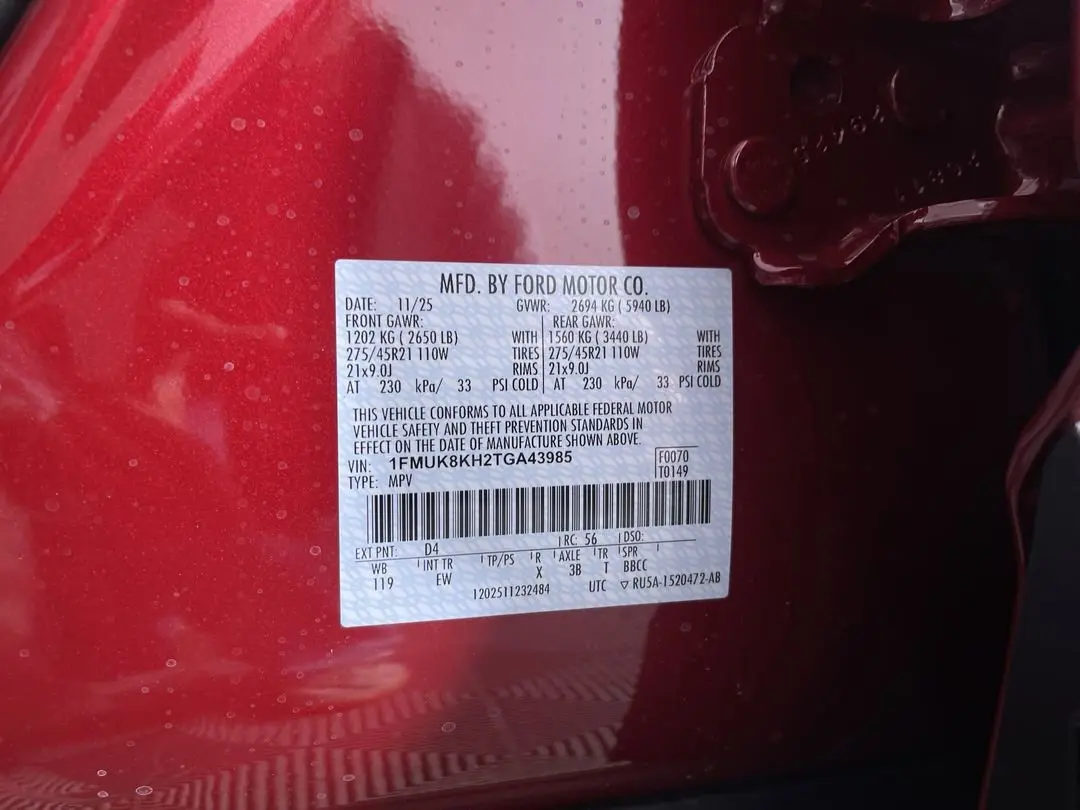 MFD. BY FORD MOTOR CO.
DATE: 11/25 GVWR: 2694 KG ( 5940 LB)
FRONT GAWR: REAR GAWR:
1202 KG ( 2650 LB) WITH 1560 KG ( 3440 LB) WITH
275/45R21 110W TIRES 275/45R21 110W TIRES
21x9.0J RIMS 21x9.0J RIMS
AT 230 kPa/ 33 PSI COLD AT 230 kPa/ 33 PSI COLD
THIS VEHICLE CONFORMS TO ALL APPLICABLE FEDERAL MOTOR
VEHICLE SAFETY AND THEFT PREVENTION STANDARDS IN
EFFECT ON THE DATE OF MANUFACTURE SHOWN ABOVE.
VIN: 1FMUK8KH2TGA43985 F0070
TYPE: MPV T0149
EXT PNT: D4 RC: 56 DSO:
WB INT TR TP/PS R AXLE TR SPR
119 EW X 3B T BBCC
1202511232484 UTC ▽ RU5A-1520472-AB